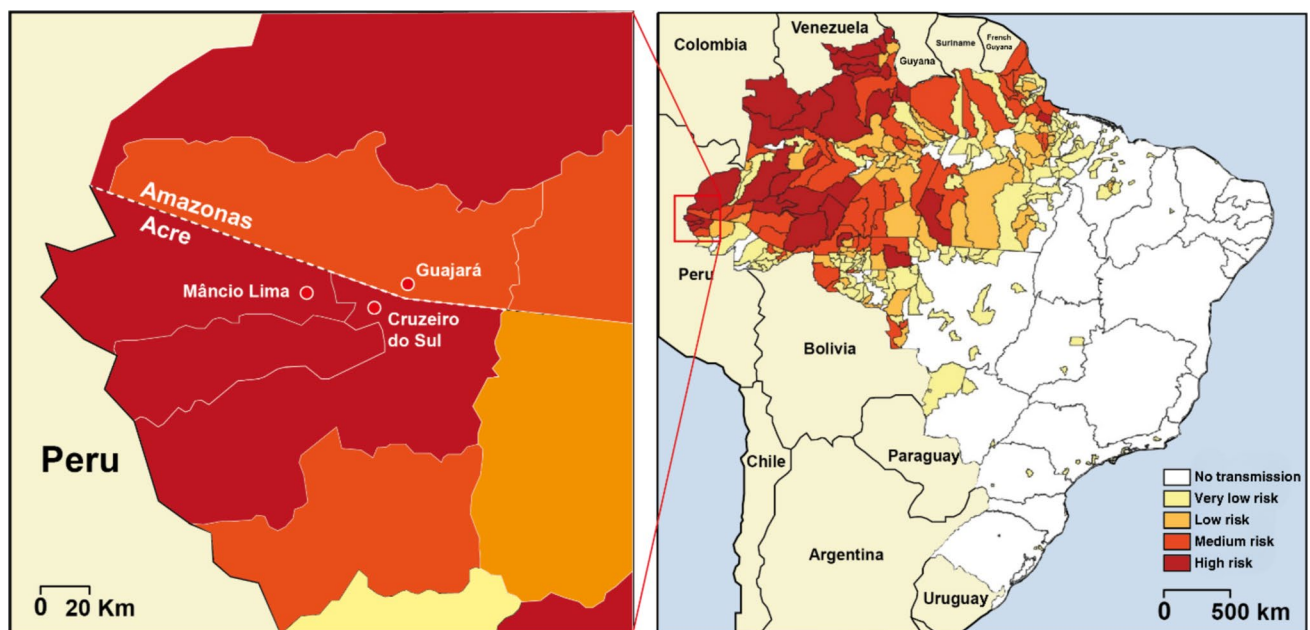 Amazonas
Acre
Guajará
Mâncio Lima
Cruzeiro
do Sul
Peru
0 20 Km
Colombia
Venezuela
Guyana
Suriname
French
Guyana
Peru
Bolivia
Paraguay
Chile
Argentina
Uruguay
No transmission
Very low risk
Low risk
Medium risk
High risk
0 500 km